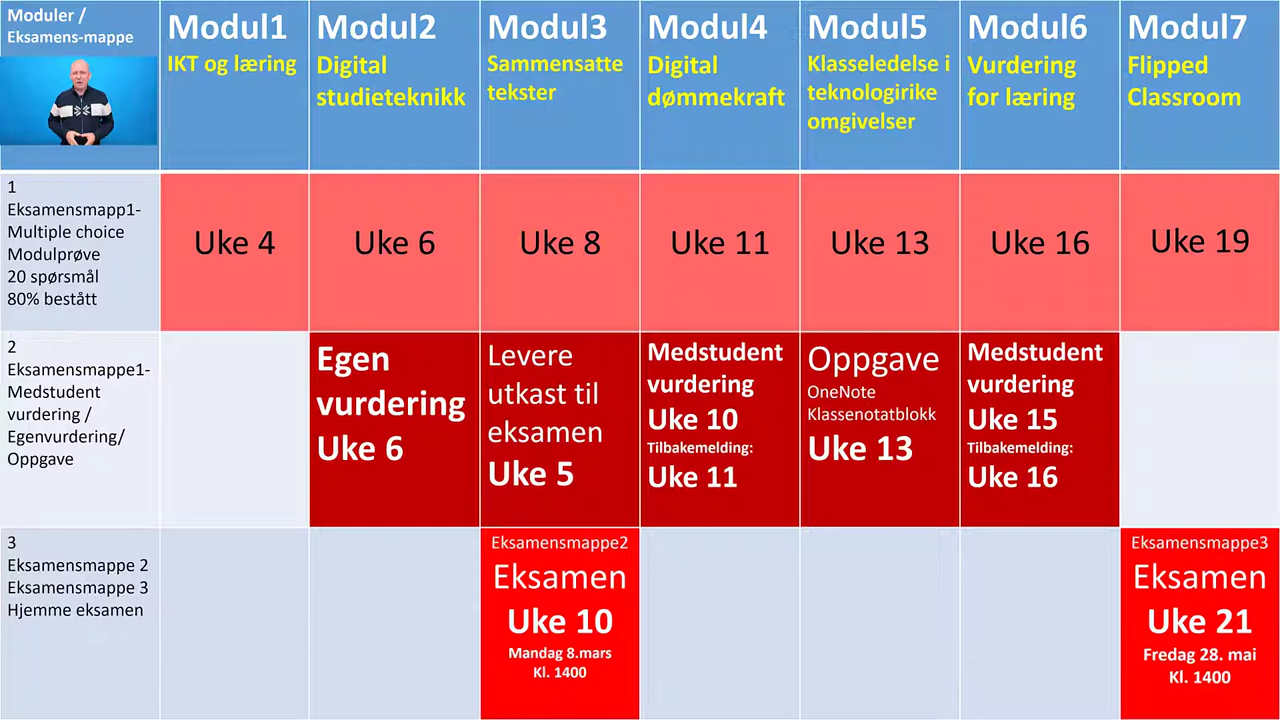 Moduler /
Eksamens-mappe
Modul1
IKT og læring
Modul2
Digital
studieteknikk
Modul3
Sammensatte
tekster
Modul4
Digital
dømmekraft
Modul5
Klasseledelse i
teknologirike
omgivelser
Modul6
Vurdering
for læring
Modul7
Flipped
Classroom
1
Eksamensmapp1-
Multiple choice
Modulprøve
20 spørsmål
80% bestått
Uke 4
Uke 6
Uke 8
Uke 11
Uke 13
Uke 16
Uke 19
2
Eksamensmappe1-
Medstudent
vurdering /
Egenvurdering/
Oppgave
Egen
vurdering
Uke 6
Levere
utkast til
eksamen
Uke 5
Medstudent
vurdering
Uke 10
Tilbakemelding:
Uke 11
Oppgave
OneNote
Klassenotatblokk
Uke 13
Medstudent
vurdering
Uke 15
Tilbakemelding:
Uke 16
3
Eksamensmappe 2
Eksamensmappe 3
Hjemme eksamen
Eksamensmappe2
Eksamen
Uke 10
Mandag 8.mars
Kl. 1400
Eksamensmappe3
Eksamen
Uke 21
Fredag 28. mai
Kl. 1400